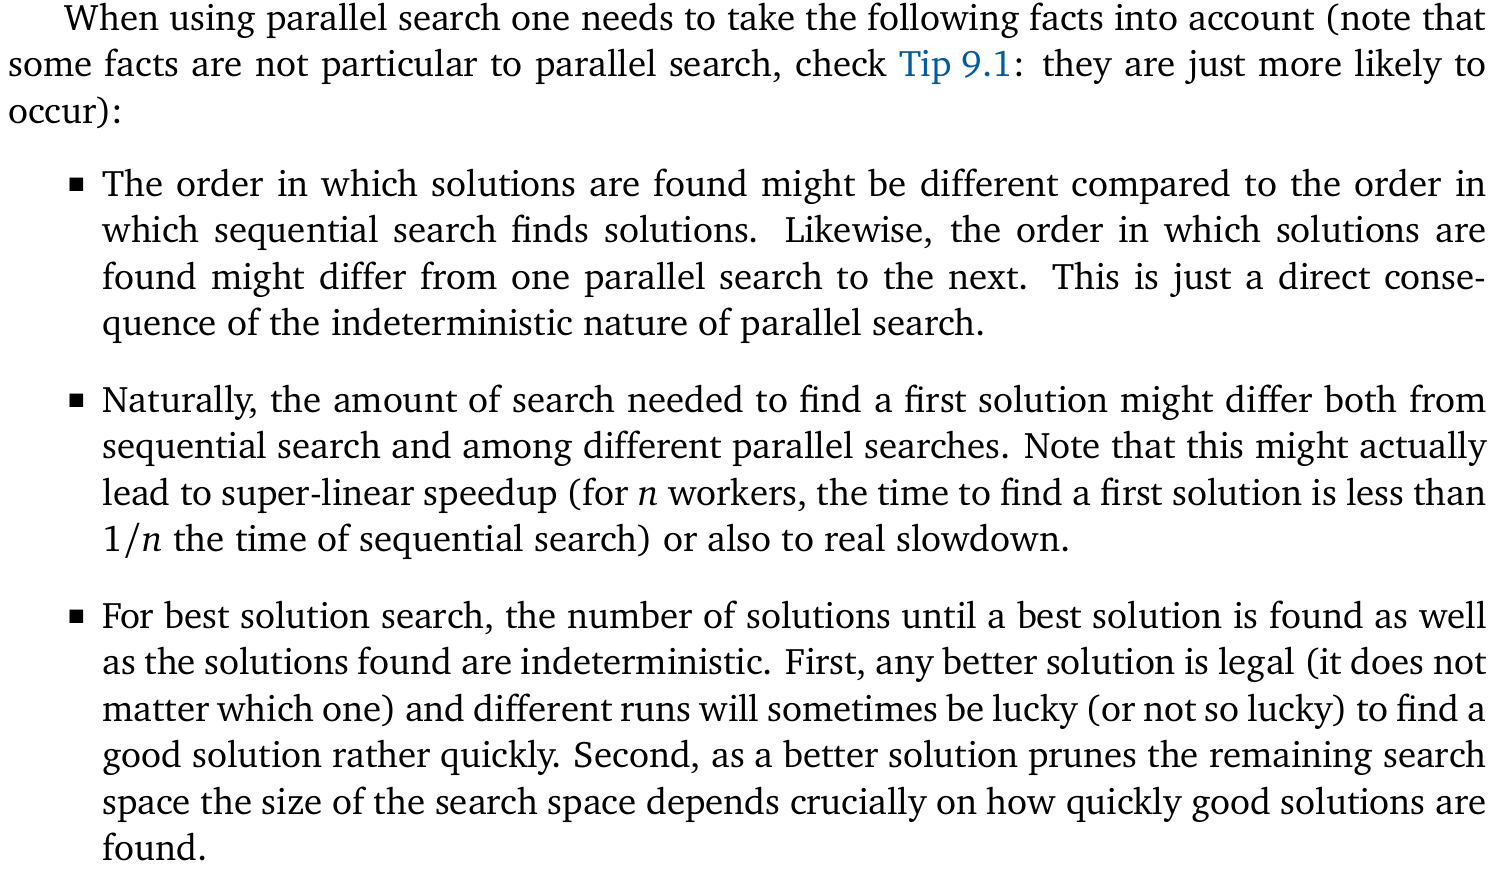 When using parallel search one needs to take the following facts into account (note that
some facts are not particular to parallel search, check Tip 9.1: they are just more likely to
occur):
▪ The order in which solutions are found might be different compared to the order in
which sequential search finds solutions. Likewise, the order in which solutions are
found might differ from one parallel search to the next. This is just a direct conse-
quence of the indeterministic nature of parallel search.
▪ Naturally, the amount of search needed to find a first solution might differ both from
sequential search and among different parallel searches. Note that this might actually
lead to super-linear speedup (for n workers, the time to find a first solution is less than
1/n the time of sequential search) or also to real slowdown.
▪ For best solution search, the number of solutions until a best solution is found as well
as the solutions found are indeterministic. First, any better solution is legal (it does not
matter which one) and different runs will sometimes be lucky (or not so lucky) to find a
good solution rather quickly. Second, as a better solution prunes the remaining search
space the size of the search space depends crucially on how quickly good solutions are
found.